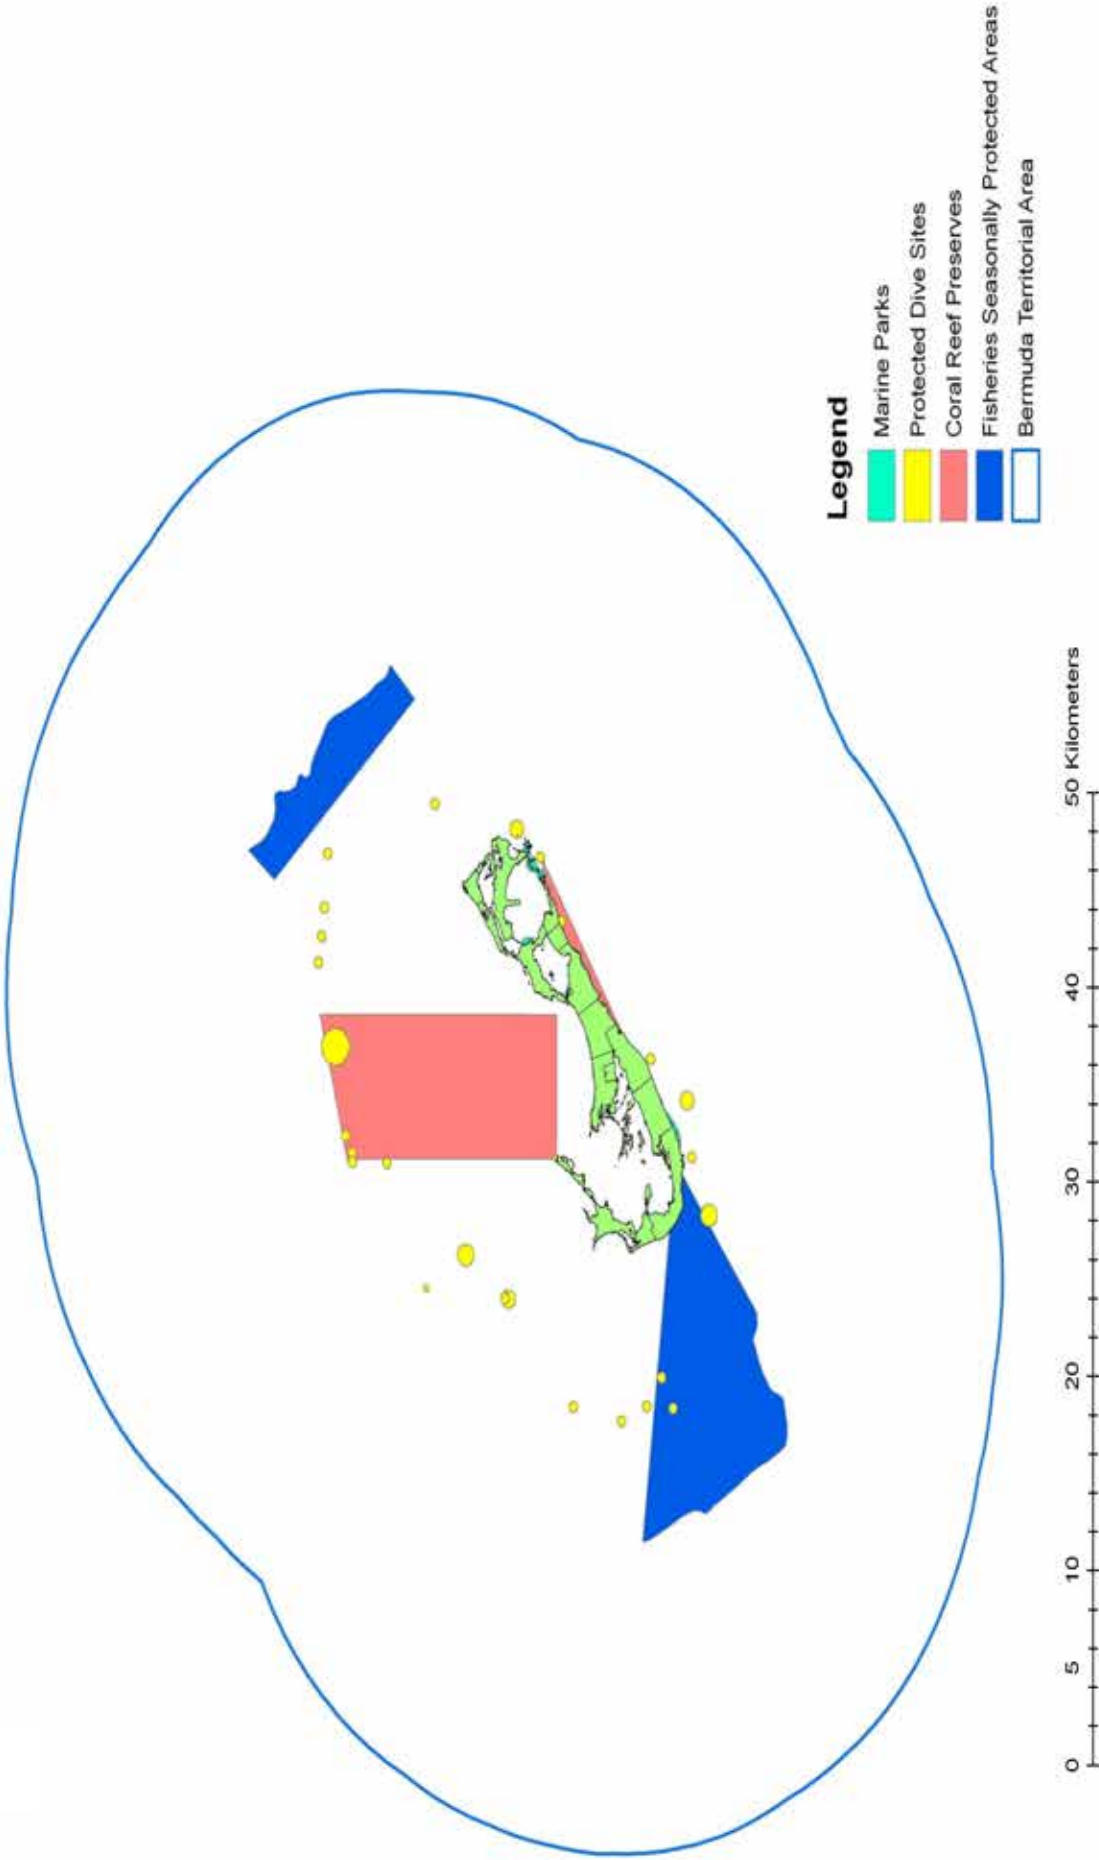 Legend
Marine Parks
Protected Dive Sites
Coral Reef Preserves
Fisheries Seasonally Protected Areas
Bermuda Territorial Area
0 5 10 20 30 40 50 Kilometers